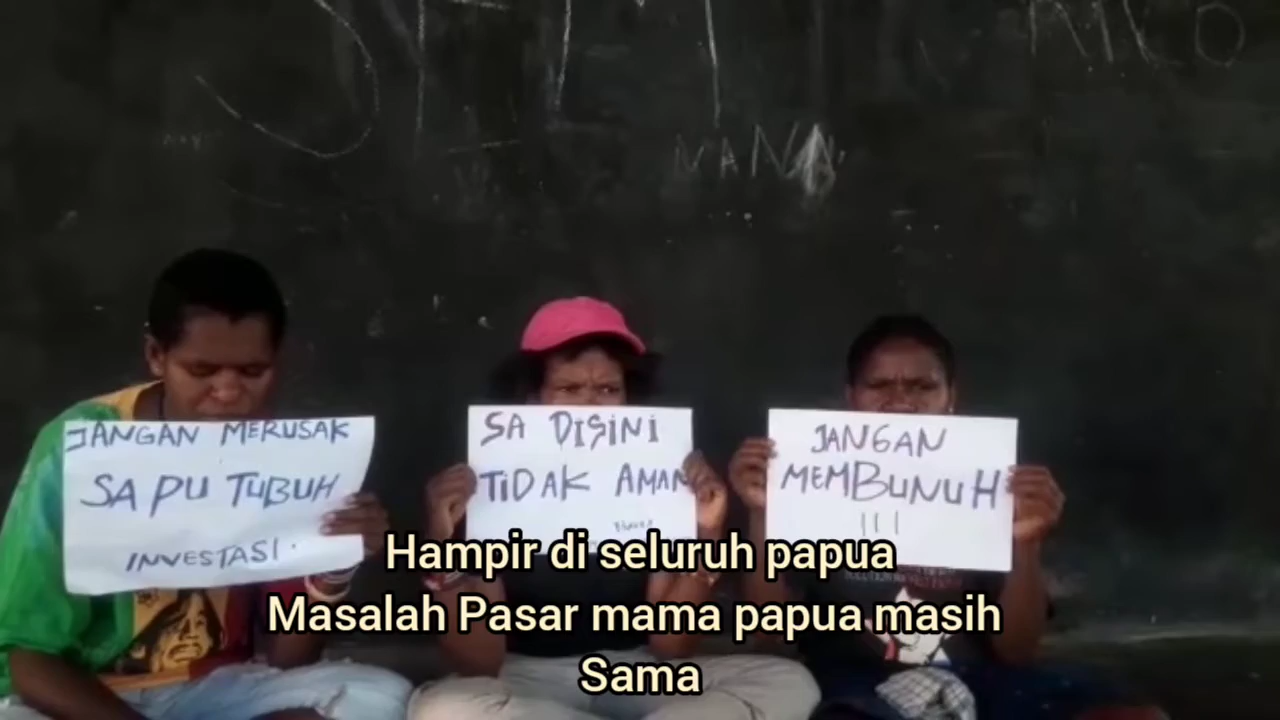 NANA
JANGAN MERUSAK
SA PU TUBUH
INVESTASI.
SA DISINI
TIDAK AMAN
JANGAN
MEMBUNUH
!!!
Hampir di seluruh papua
Masalah Pasar mama papua masih
Sama